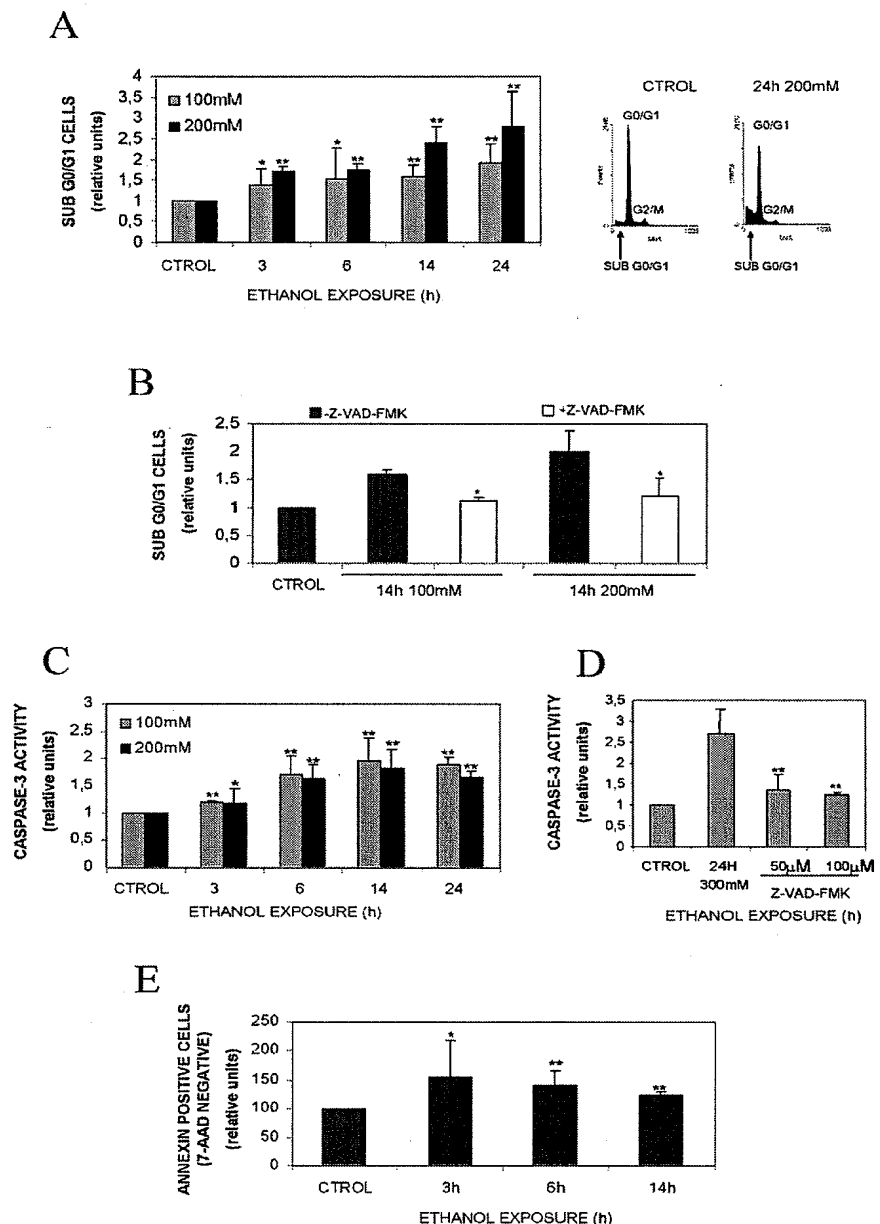 A
SUB G0/G1 CELLS
(relative units)
4
3,5
3
2,5
2
1,5
1
0,5
0
100mM
200mM
*
**
*
**
**
**
**
**
CTROL
3
6
14
24
ETHANOL EXPOSURE (h)
CTROL
24h 200mM
G0/G1
G2/M
SUB G0/G1
G0/G1
G2/M
SUB G0/G1
B
-Z-VAD-FMK
+Z-VAD-FMK
SUB G0/G1 CELLS
(relative units)
2,5
2
1,5
1
0,5
0
*
*
CTROL
14h 100mM
14h 200mM
C
CASPASE-3 ACTIVITY
(relative units)
3
2,5
2
1,5
1
0,5
0
100mM
200mM
**
*
**
**
**
**
**
**
CTROL
3
6
14
24
ETHANOL EXPOSURE (h)
D
CASPASE-3 ACTIVITY
(relative units)
3,5
3
2,5
2
1,5
1
0,5
0
**
**
CTROL
24H
300mM
50μM
100μM
Z-VAD-FMK
ETHANOL EXPOSURE (h)
E
ANNEXIN POSITIVE CELLS
(7-AAD NEGATIVE)
(relative units)
250
200
150
100
50
0
*
**
**
CTROL
3h
6h
14h
ETHANOL EXPOSURE (h)